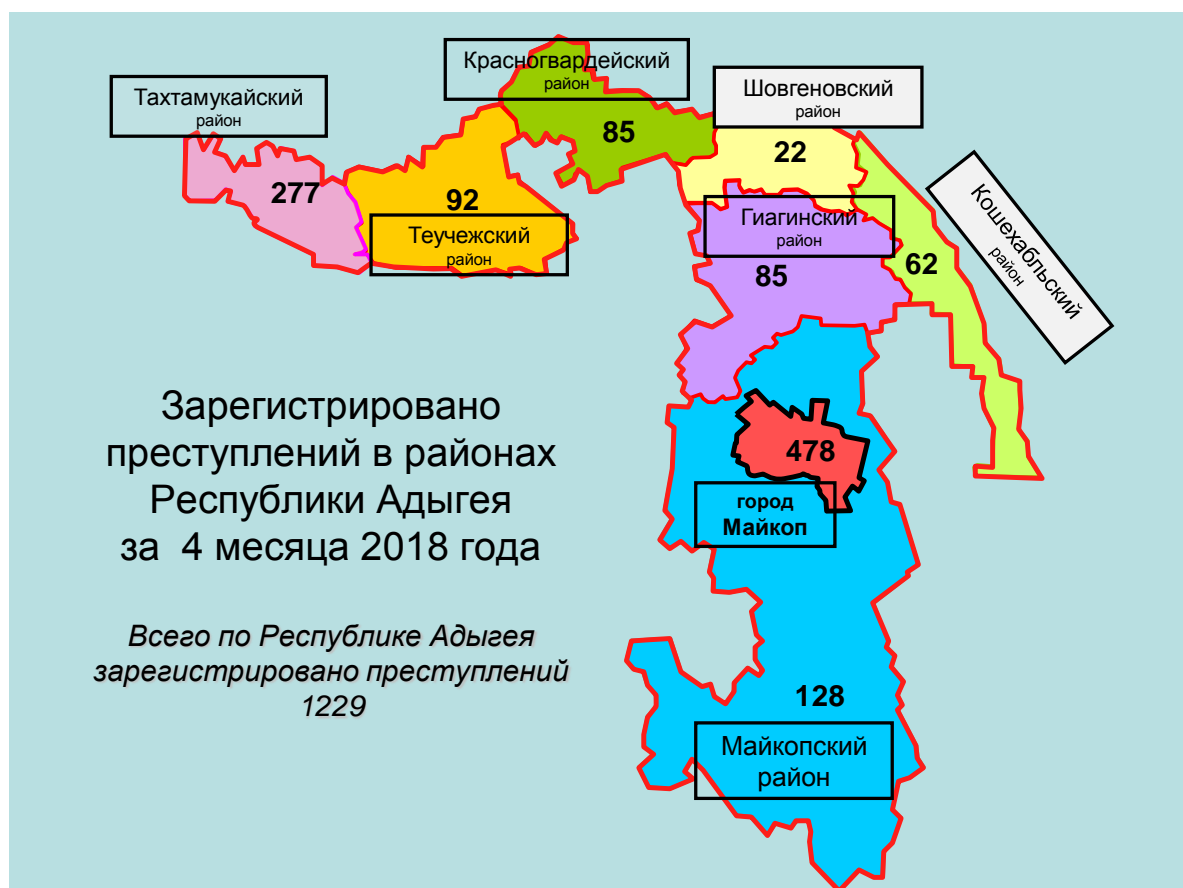 Красногвардейский
район
Шовгеновский
район
Тахтамукайский
район
85
22
277
92
Кошехабльский
район
Теучежский
район
Гиагинский
район
62
85
Зарегистрировано
преступлений в районах
Республики Адыгея
за 4 месяца 2018 года
478
город
Майкоп
Всего по Республике Адыгея
зарегистрировано преступлений
1229
128
Майкопский
район